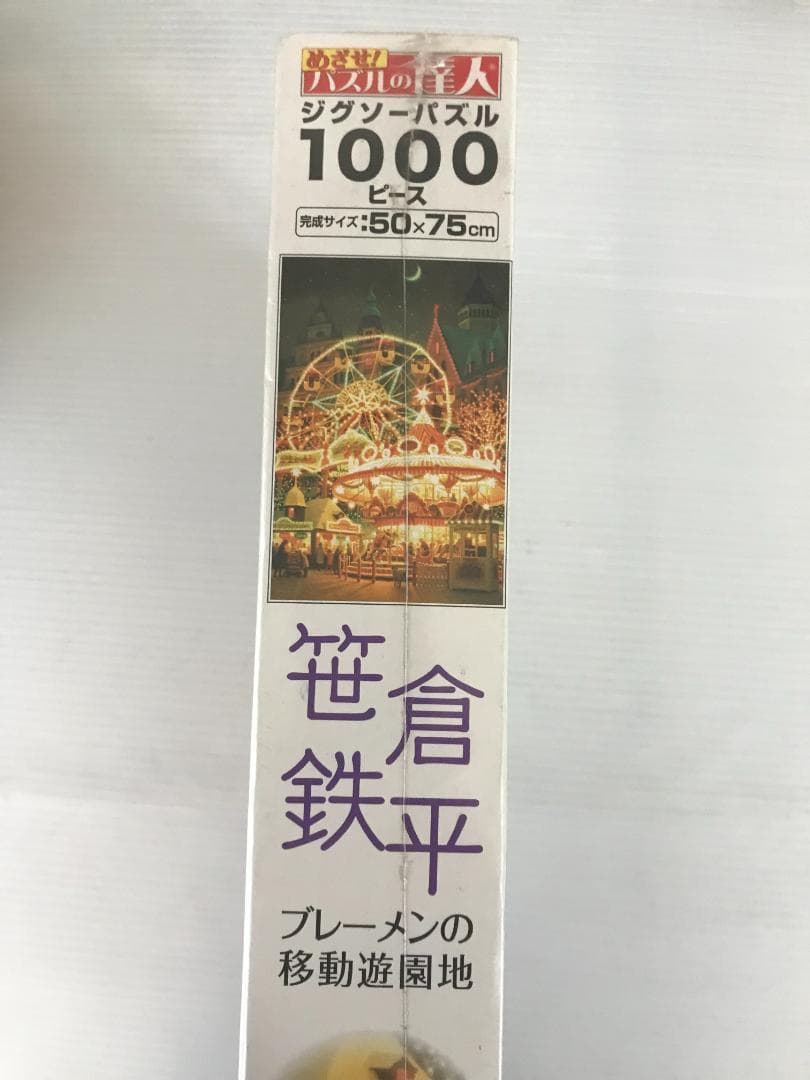 めざせ!
パズルの達人
ジグソーパズル
1000
ピース
完成サイズ:50×75cm
笹倉
鉄平
ブレーメンの
移動遊園地